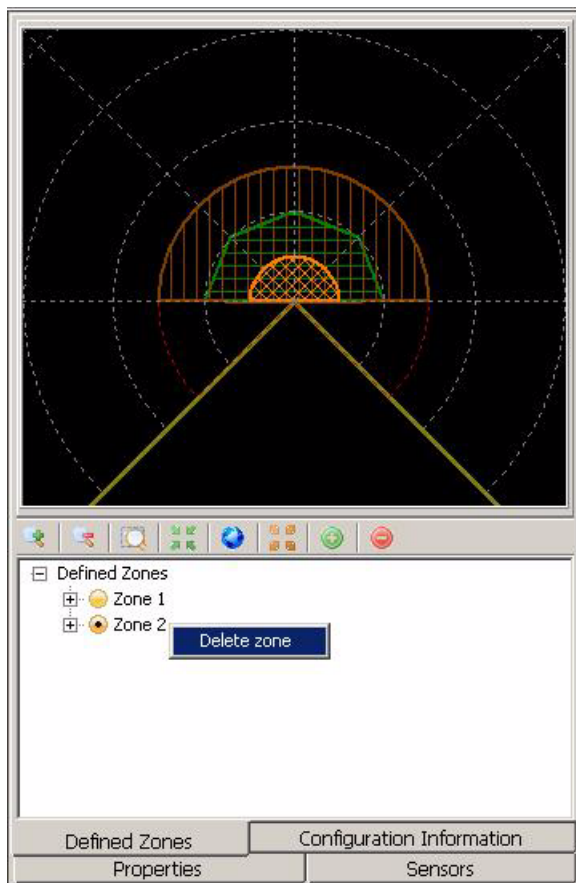 Defined Zones
Zone 1
Zone 2
Delete zone
Defined Zones
Configuration Information
Properties
Sensors